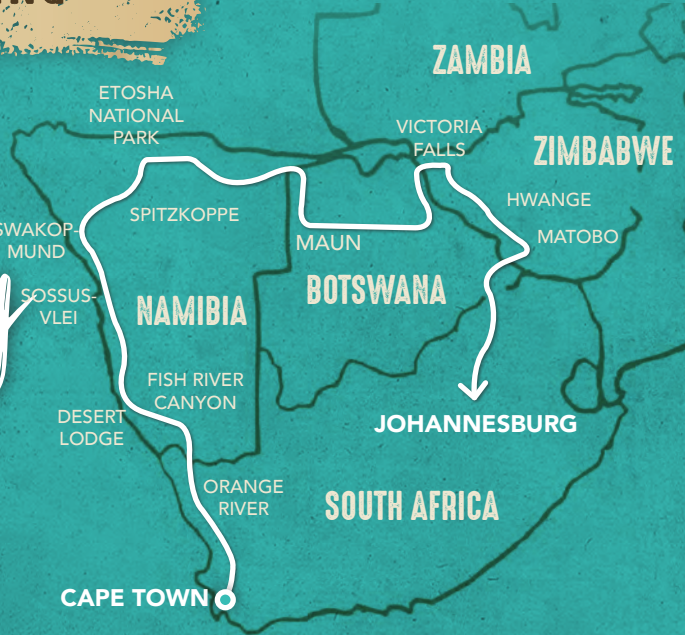 ZAMBIA
ETOSHA
NATIONAL
PARK
VICTORIA
FALLS
ZIMBABWE
HWANGE
SPITZKOPPE
SWAKOP-
MUND
MAUN
MATOBO
SOSSUS-
VLEI
NAMIBIA
BOTSWANA
FISH RIVER
CANYON
DESERT
LODGE
JOHANNESBURG
ORANGE
RIVER
SOUTH AFRICA
CAPE TOWN